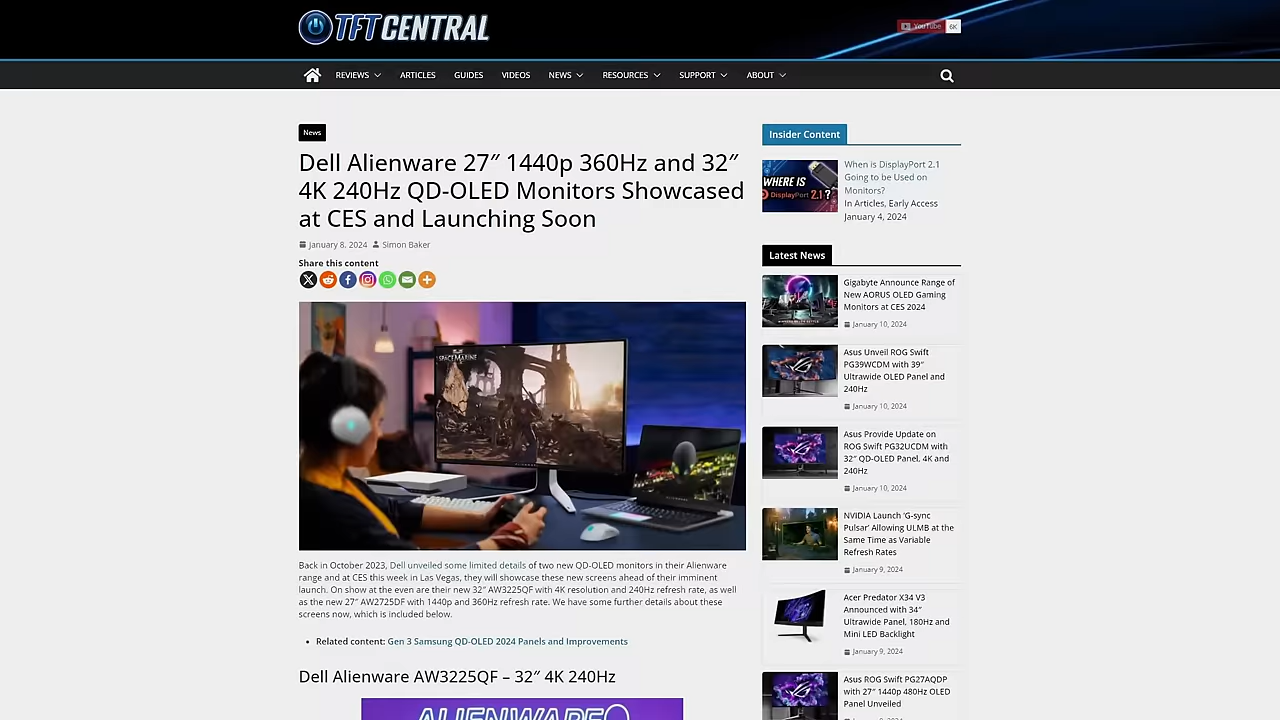 TFTCENTRAL
YouTube 6K
REVIEWS ARTICLES GUIDES VIDEOS NEWS RESOURCES SUPPORT ABOUT
News
Dell Alienware 27″ 1440p 360Hz and 32″
4K 240Hz QD-OLED Monitors Showcased
at CES and Launching Soon
January 8, 2024 Simon Baker
Share this content
SPACE MARINE
Back in October 2023, Dell unveiled some limited details of two new QD-OLED monitors in their Alienware
range and at CES this week in Las Vegas, they will showcase these new screens ahead of their imminent
launch. On show at the even are their new 32″ AW3225QF with 4K resolution and 240Hz refresh rate, as well
as the new 27″ AW2725DF with 1440p and 360Hz refresh rate. We have some further details about these
screens now, which is included below.
• Related content: Gen 3 Samsung QD-OLED 2024 Panels and Improvements
Dell Alienware AW3225QF – 32″ 4K 240Hz
ALIENWARE
Insider Content
WHERE IS
DisplayPort 2.1?
When is DisplayPort 2.1
Going to be Used on
Monitors?
In Articles, Early Access
January 4, 2024
Latest News
Gigabyte Announce Range of
New AORUS OLED Gaming
Monitors at CES 2024
January 10, 2024
Asus Unveil ROG Swift
PG39WCDM with 39″
Ultrawide OLED Panel and
240Hz
January 10, 2024
Asus Provide Update on
ROG Swift PG32UCDM with
32″ QD-OLED Panel, 4K and
240Hz
January 10, 2024
NVIDIA Launch 'G-sync
Pulsar' Allowing ULMB at the
Same Time as Variable
Refresh Rates
January 9, 2024
Acer Predator X34 V3
Announced with 34″
Ultrawide Panel, 180Hz and
Mini LED Backlight
January 9, 2024
Asus ROG Swift PG27AQDP
with 27″ 1440p 480Hz OLED
Panel Unveiled